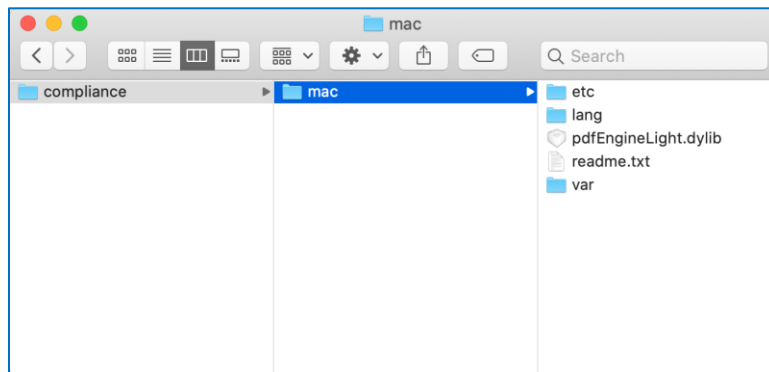 mac
Search
compliance
mac
etc
lang
pdfEngineLight.dylib
readme.txt
var